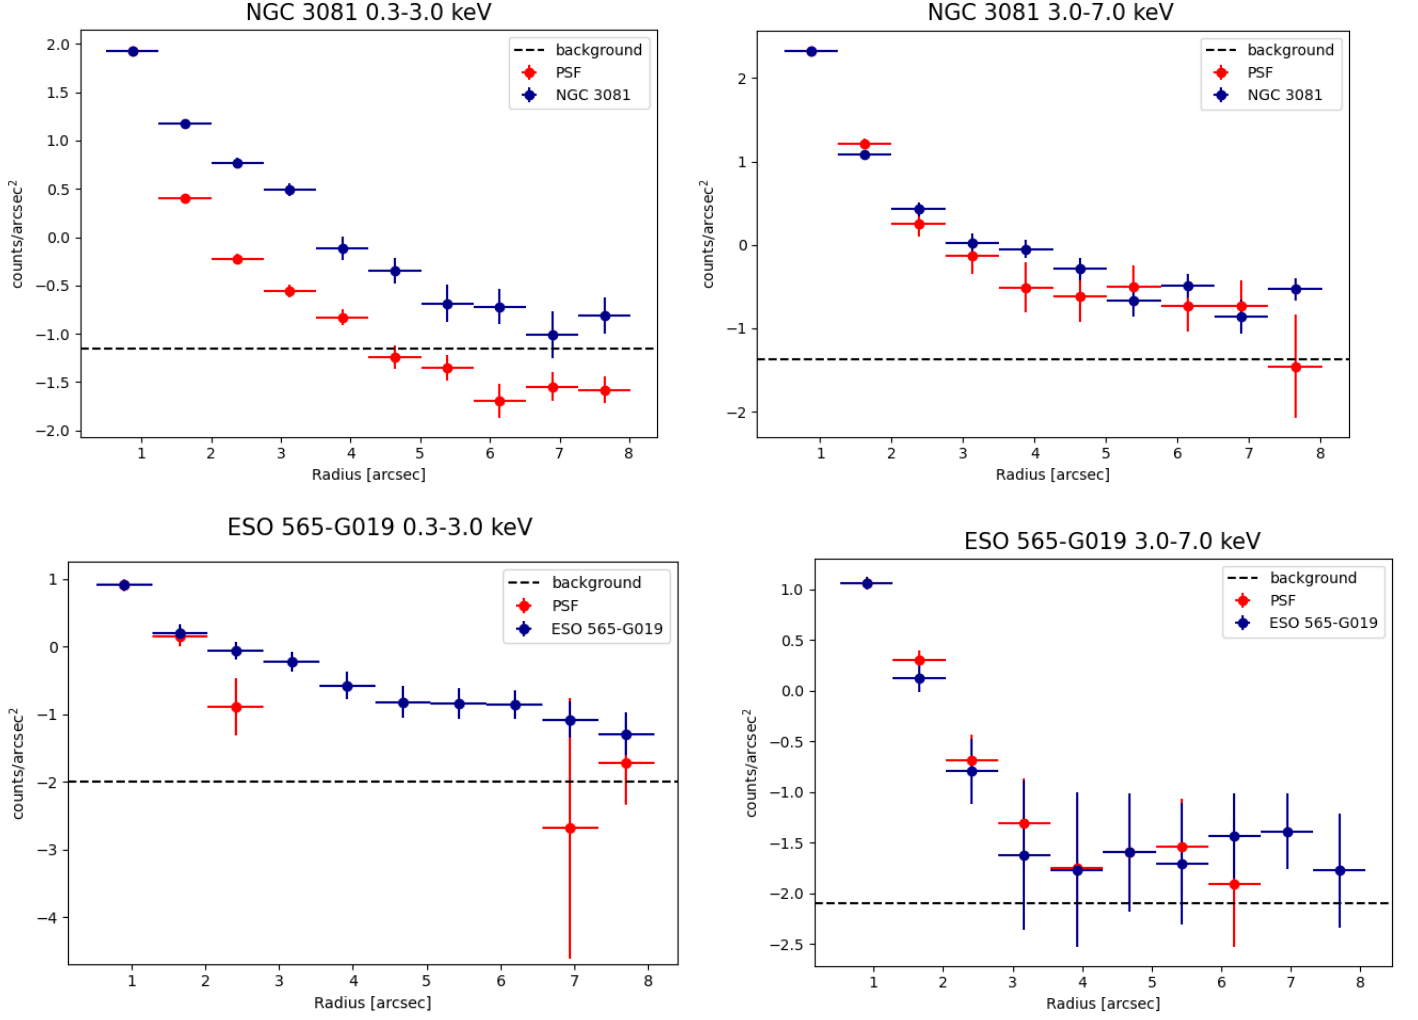 NGC 3081 0.3-3.0 keV
2.0
1.5
1.0
0.5
0.0
−0.5
−1.0
−1.5
−2.0
counts/arcsec²
background
PSF
NGC 3081
1 2 3 4 5 6 7 8
Radius [arcsec]
NGC 3081 3.0-7.0 keV
2
1
0
−1
−2
counts/arcsec²
background
PSF
NGC 3081
1 2 3 4 5 6 7 8
Radius [arcsec]
ESO 565-G019 0.3-3.0 keV
1
0
−1
−2
−3
−4
counts/arcsec²
background
PSF
ESO 565-G019
1 2 3 4 5 6 7 8
Radius [arcsec]
ESO 565-G019 3.0-7.0 keV
1.0
0.5
0.0
−0.5
−1.0
−1.5
−2.0
−2.5
counts/arcsec²
background
PSF
ESO 565-G019
1 2 3 4 5 6 7 8
Radius [arcsec]